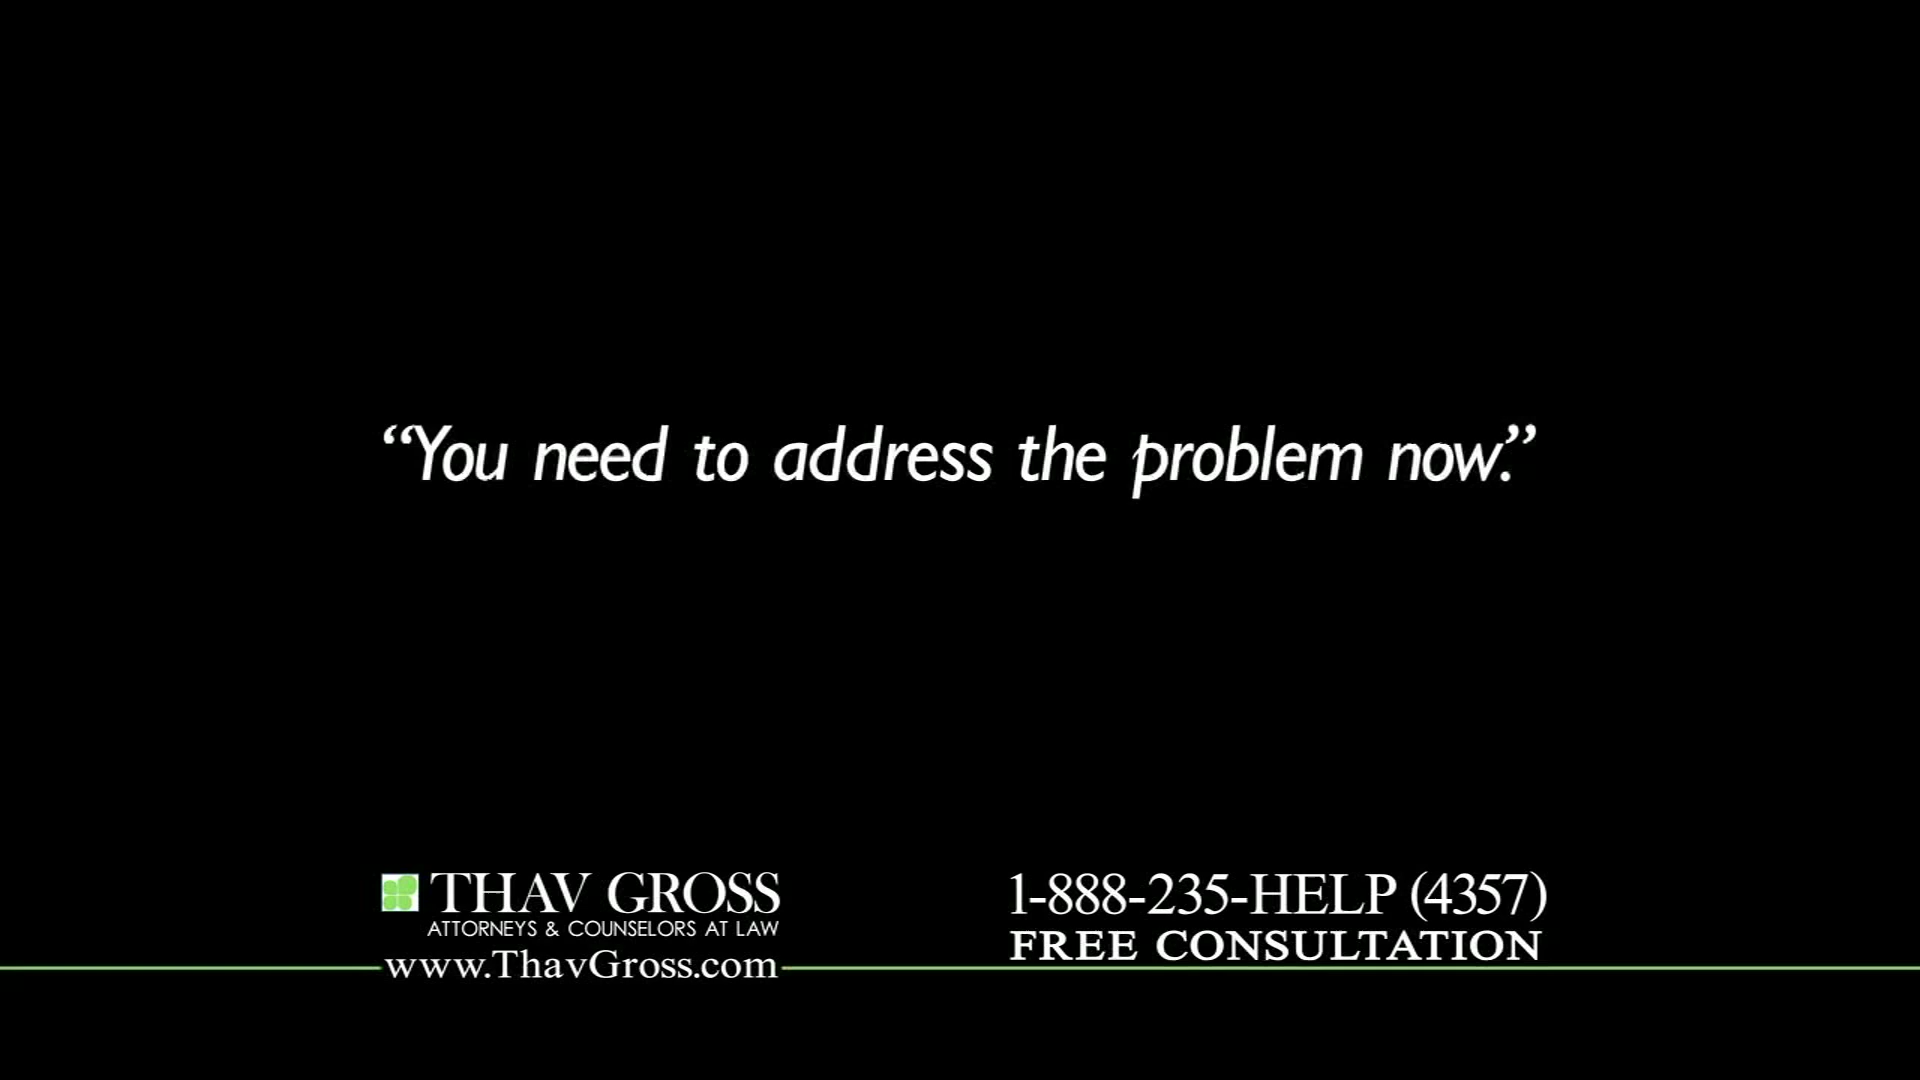 “You need to address the problem now.”
THAV GROSS
ATTORNEYS & COUNSELORS AT LAW
www.ThavGross.com
1-888-235-HELP (4357)
FREE CONSULTATION